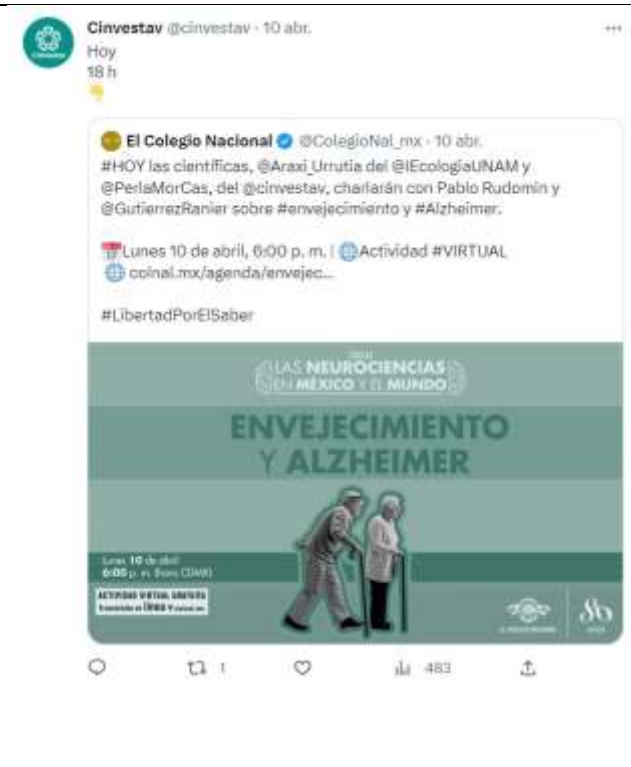 Cinvestav @cinvestav · 10 abr.
Hoy
18 h
El Colegio Nacional @ColegioNal_mx · 10 abr.
#HOY las científicas, @Araxi_Urrutia del @IEcologiaUNAM y
@PerlaMorCas, del @cinvestav, charlarán con Pablo Rudomin y
@GutierrezRanier sobre #envejecimiento y #Alzheimer.
Lunes 10 de abril, 6:00 p. m. | Actividad #VIRTUAL
colnal.mx/agenda/envejec...
#LibertadPorElSaber
LAS NEUROCIENCIAS
EN MÉXICO Y EL MUNDO
ENVEJECIMIENTO
Y ALZHEIMER
Lunes 10 de abril
6:00 p. m. (hora CDMX)
ACTIVIDAD VIRTUAL GRATUITA
1
483